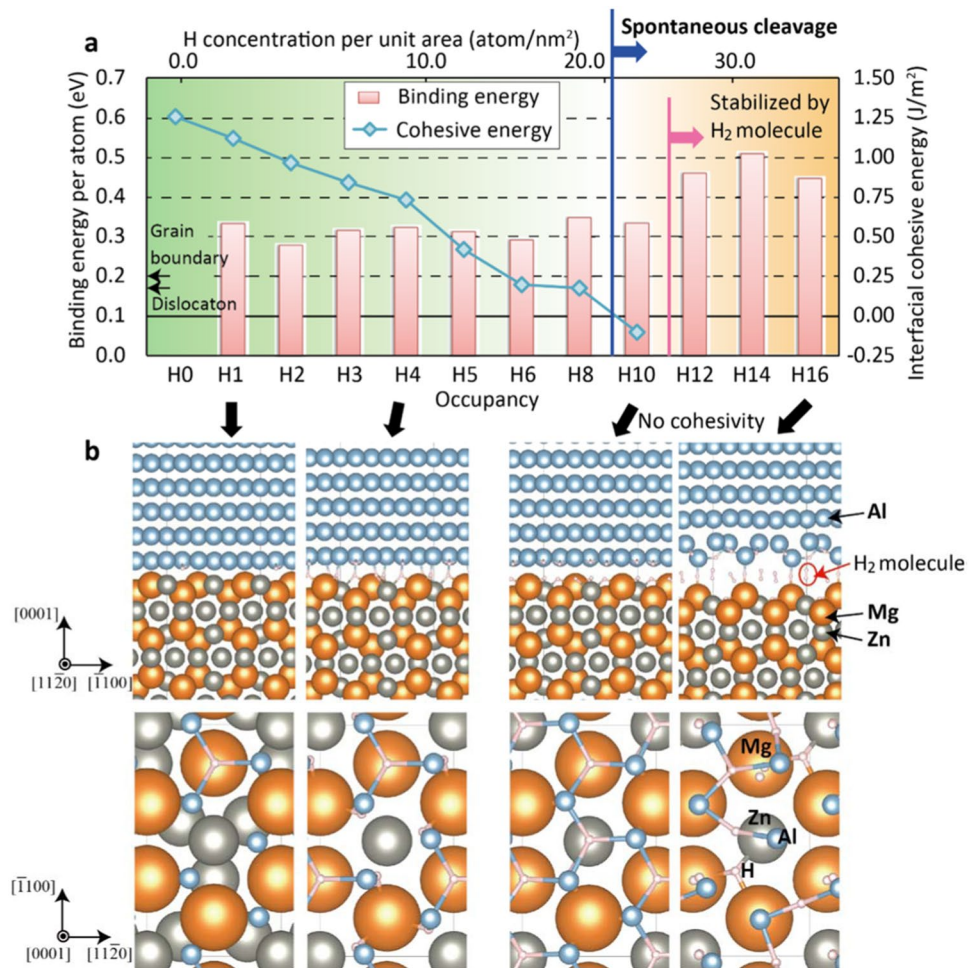 a
H concentration per unit area (atom/nm²)
Spontaneous cleavage
0.0 10.0 20.0 30.0
Binding energy per atom (eV)
0.7
0.6
0.5
0.4
0.3
0.2
0.1
0.0
Binding energy
Cohesive energy
Stabilized by
H₂ molecule
Grain
boundary
Dislocaton
1.50
1.25
1.00
0.75
0.50
0.25
0.00
-0.25
Interfacial cohesive energy (J/m²)
H0 H1 H2 H3 H4 H5 H6 H8 H10 H12 H14 H16
Occupancy
No cohesivity
b
Al
H₂ molecule
Mg
Zn
[0001]
[112̅0] [1̅100]
Mg
Zn
Al
H
[1̅100]
[0001] [112̅0]